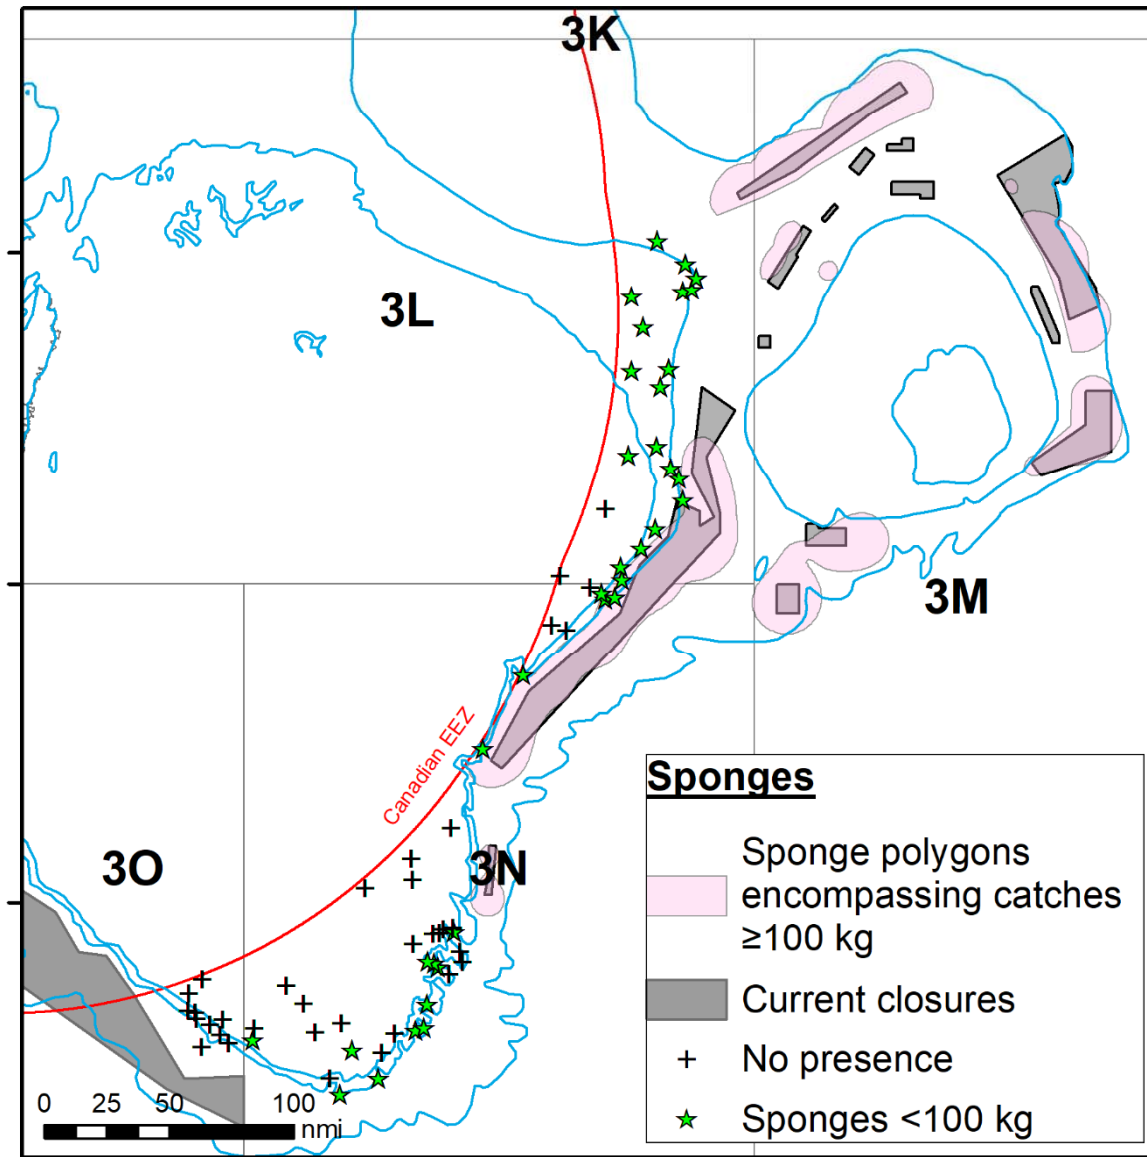 3K
3L
3M
Canadian EEZ
3O
3N
Sponges
Sponge polygons
encompassing catches
≥100 kg
Current closures
No presence
Sponges <100 kg
0 25 50 100
nmi